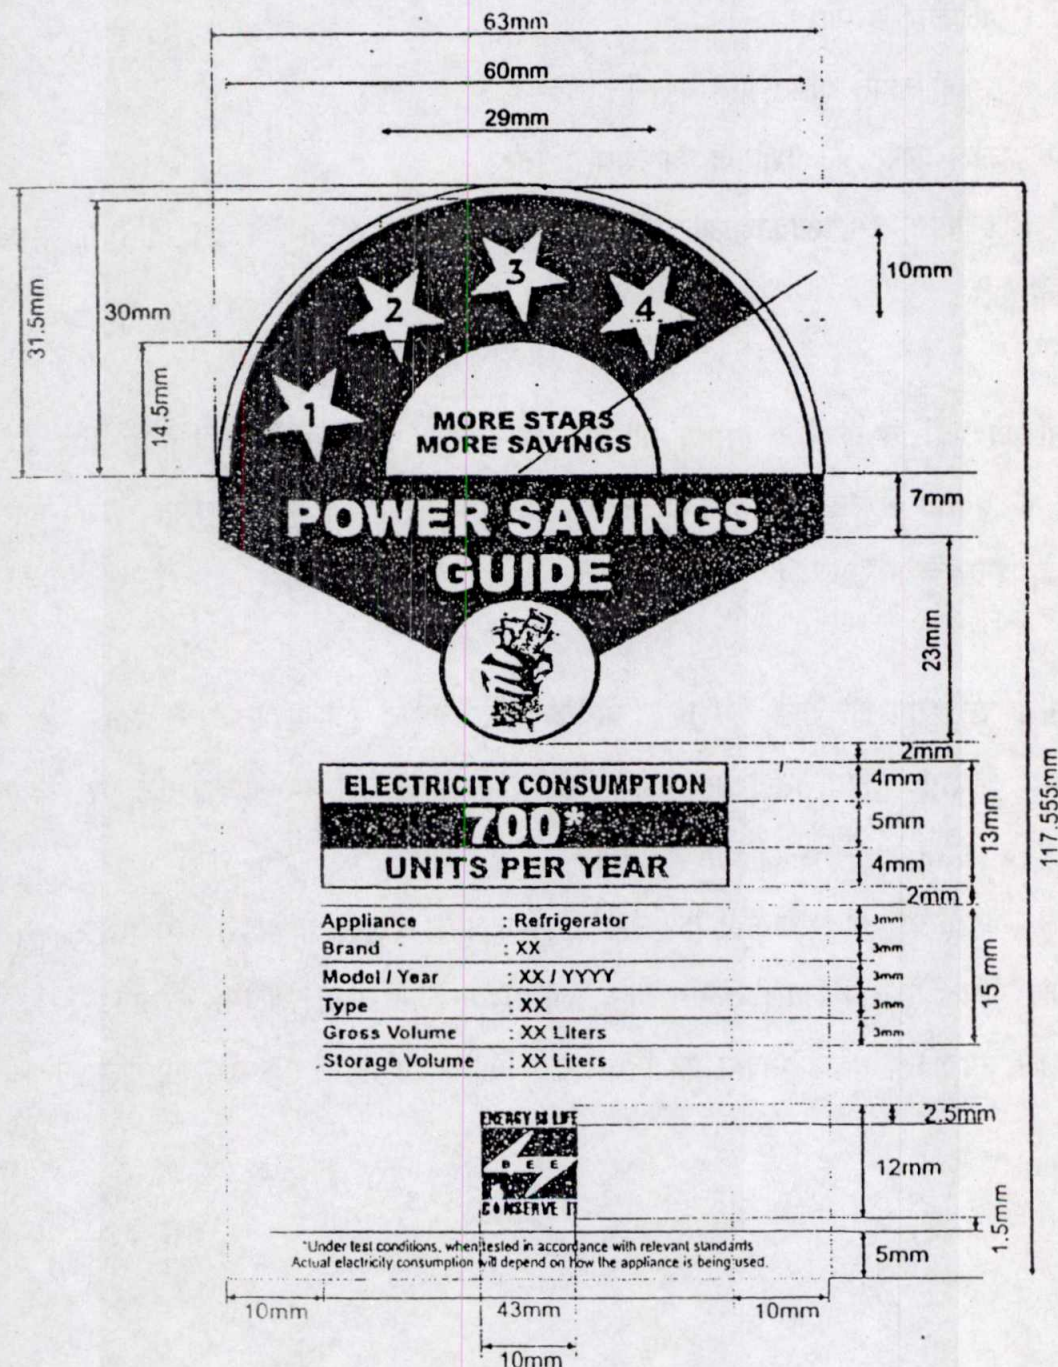 63mm
60mm
29mm
31.5mm
30mm
14.5mm
10mm
1
2
3
4
MORE STARS
MORE SAVINGS
POWER SAVINGS
GUIDE
7mm
23mm
117.555mm
2mm
ELECTRICITY CONSUMPTION
4mm
700*
5mm
13mm
UNITS PER YEAR
4mm
2mm
Appliance : Refrigerator
3mm
Brand : XX
3mm
Model / Year : XX / YYYY
3mm
15 mm
Type : XX
3mm
Gross Volume : XX Liters
3mm
Storage Volume : XX Liters
ENERGY IS LIFE
2.5mm
BEE
12mm
CONSERVE IT
1.5mm
*Under test conditions, when tested in accordance with relevant standards
Actual electricity consumption will depend on how the appliance is being used.
5mm
10mm
43mm
10mm
10mm